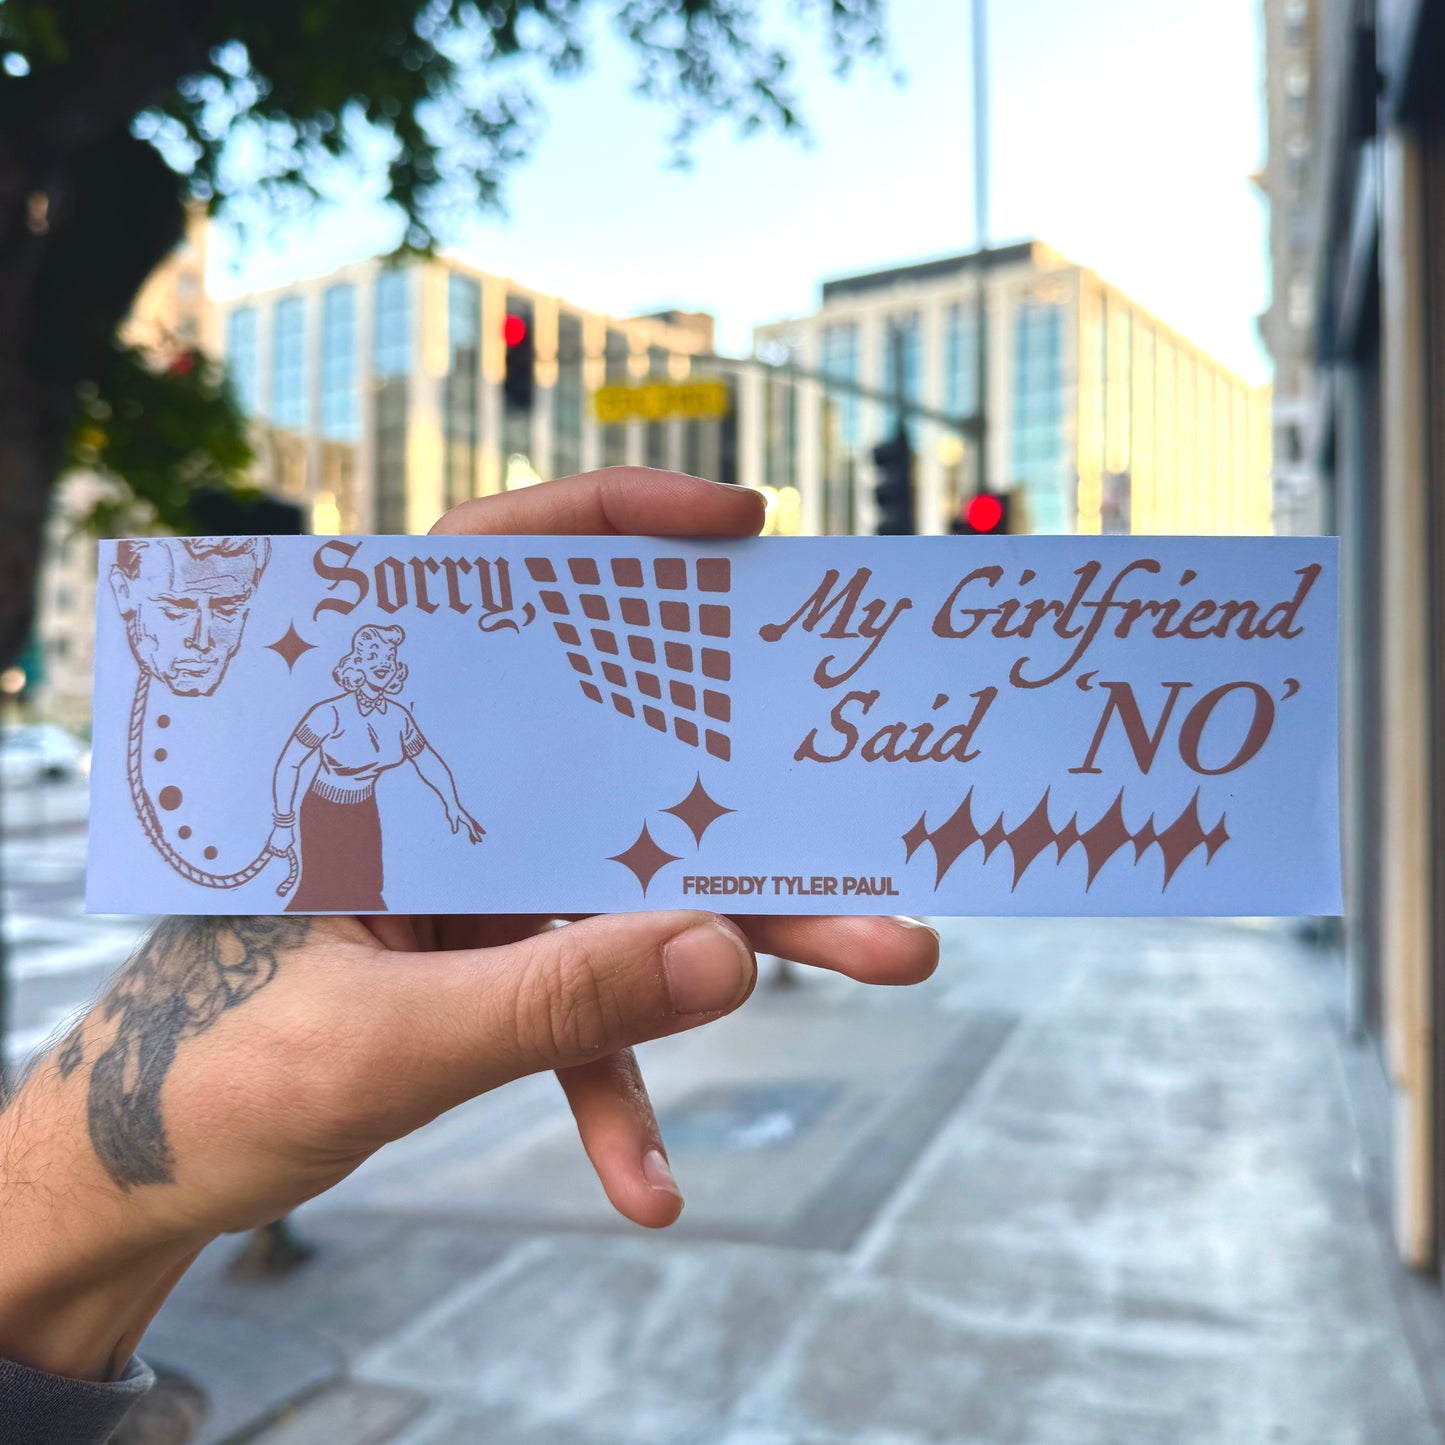 Sorry,
My Girlfriend
Said 'NO'
FREDDY TYLER PAUL